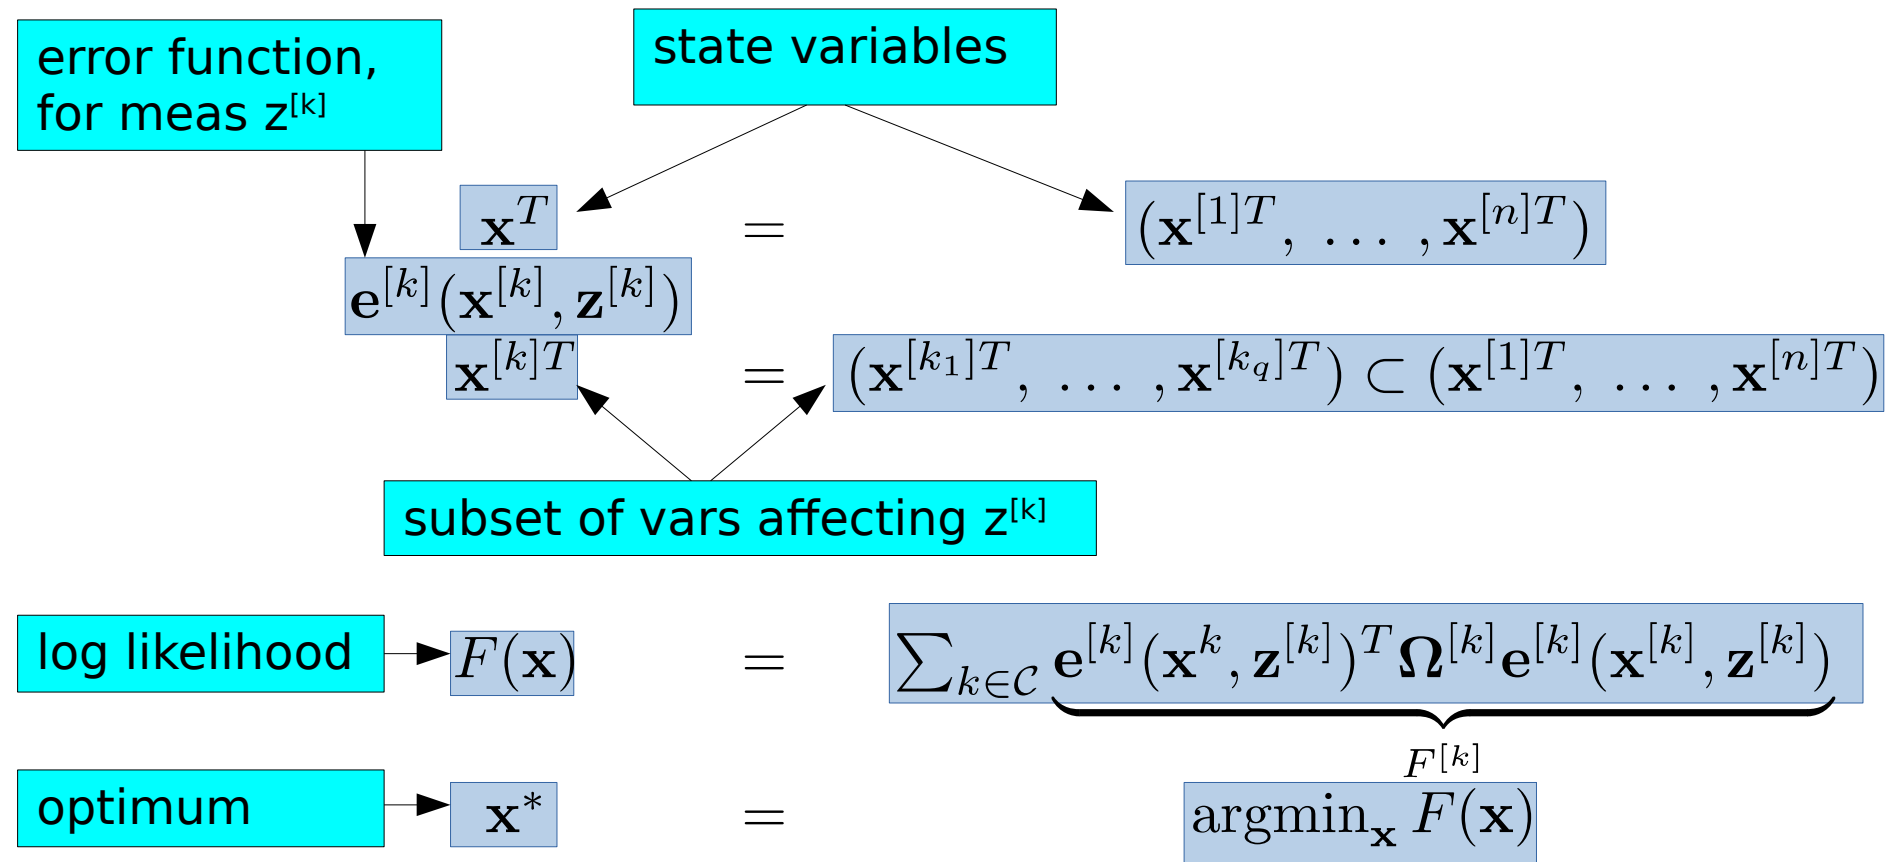 error function,
for meas z[k]
state variables
x^T = (x^{[1]T}, … , x^{[n]T})
e^{[k]}(x^{[k]}, z^{[k]})
x^{[k]T} = (x^{[k_1]T}, … , x^{[k_q]T}) ⊂ (x^{[1]T}, … , x^{[n]T})
subset of vars affecting z[k]
log likelihood
F(x) = ∑_{k∈𝒞} e^{[k]}(x^k, z^{[k]})^T Ω^{[k]} e^{[k]}(x^{[k]}, z^{[k]})
F^{[k]}
optimum
x^* = argmin_x F(x)